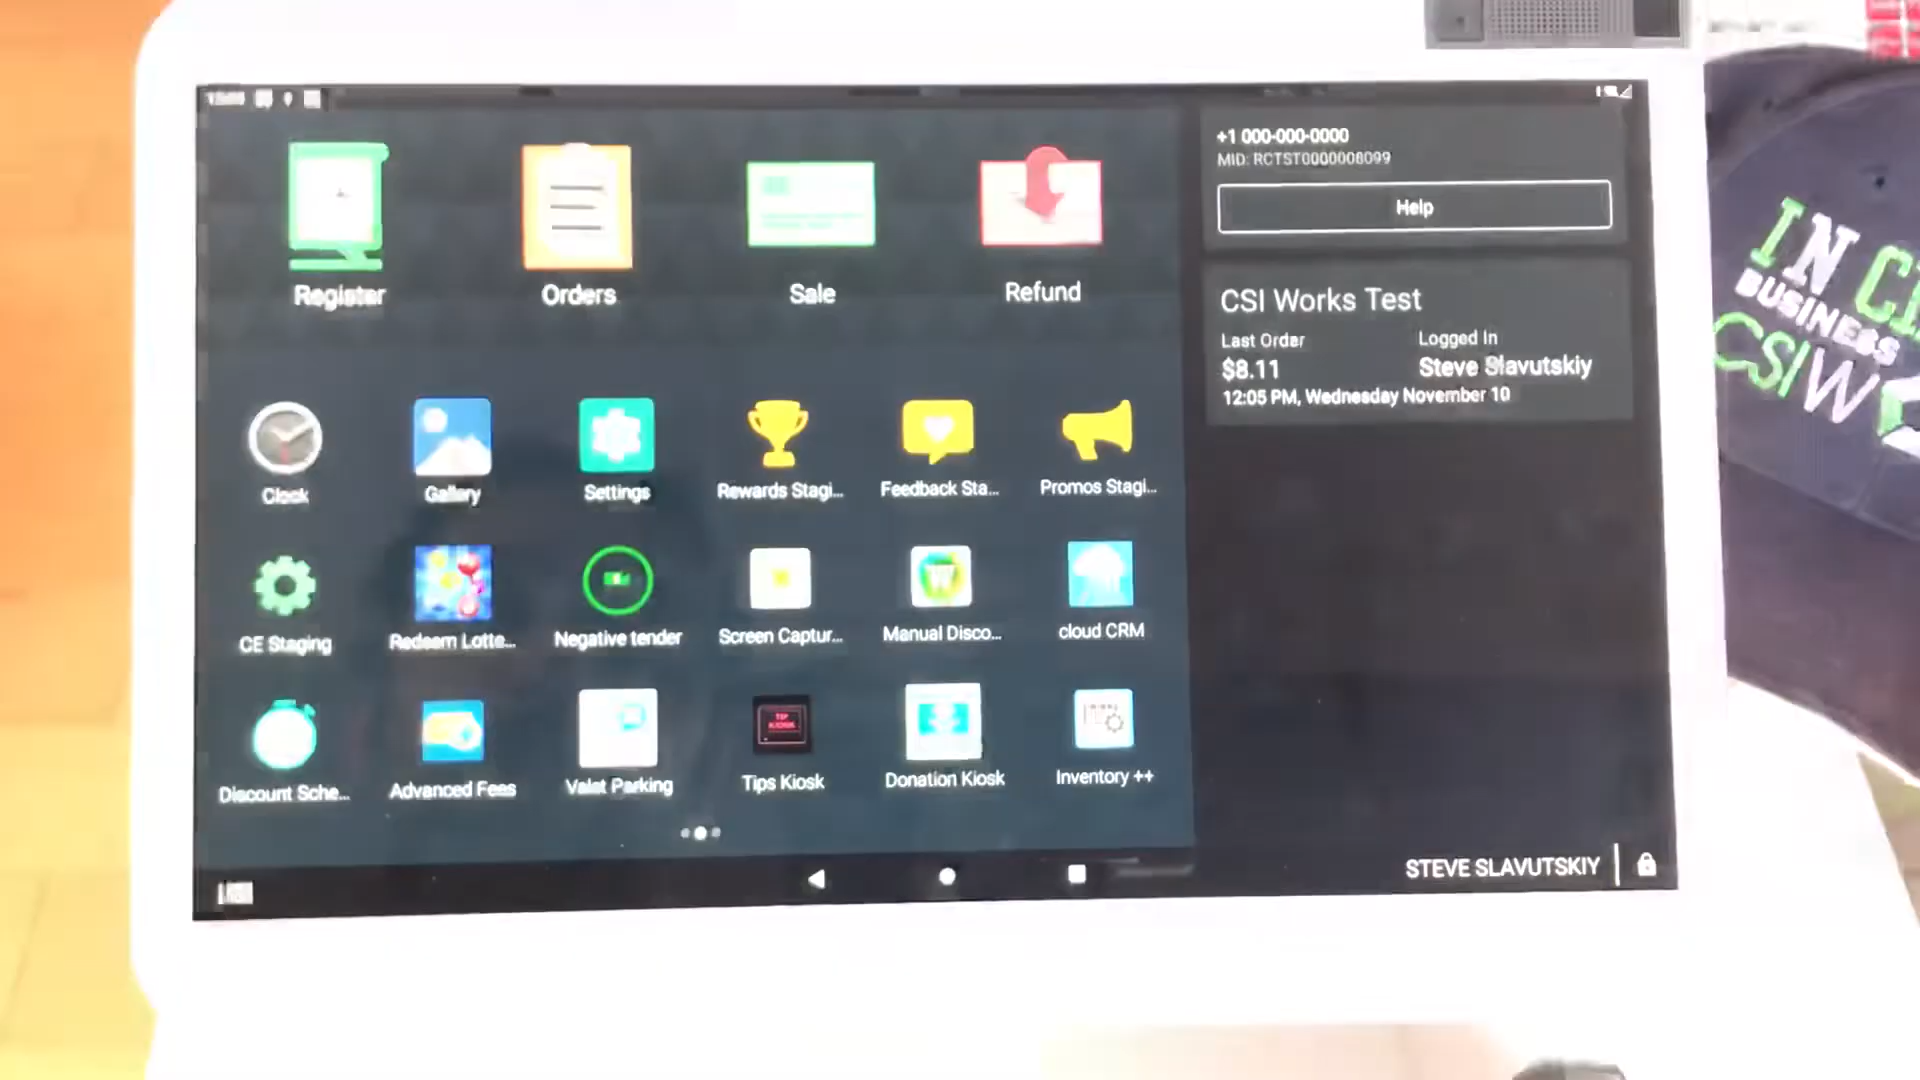 +1 000-000-0000
MID: RCTST0000008099
Help
Register
Orders
Sale
Refund
CSI Works Test
Last Order
Logged In
$8.11
Steve Slavutskiy
12:05 PM, Wednesday November 10
Clock
Gallery
Settings
Rewards Stagi...
Feedback Sta...
Promos Stagi...
CE Staging
Redeem Lotte...
Negative tender
Screen Captur...
Manual Disco...
cloud CRM
Discount Sche...
Advanced Fees
Valet Parking
Tips Kiosk
Donation Kiosk
Inventory ++
STEVE SLAVUTSKIY
IN
BUSINESS
CSIW
TIP
KIOSK
W